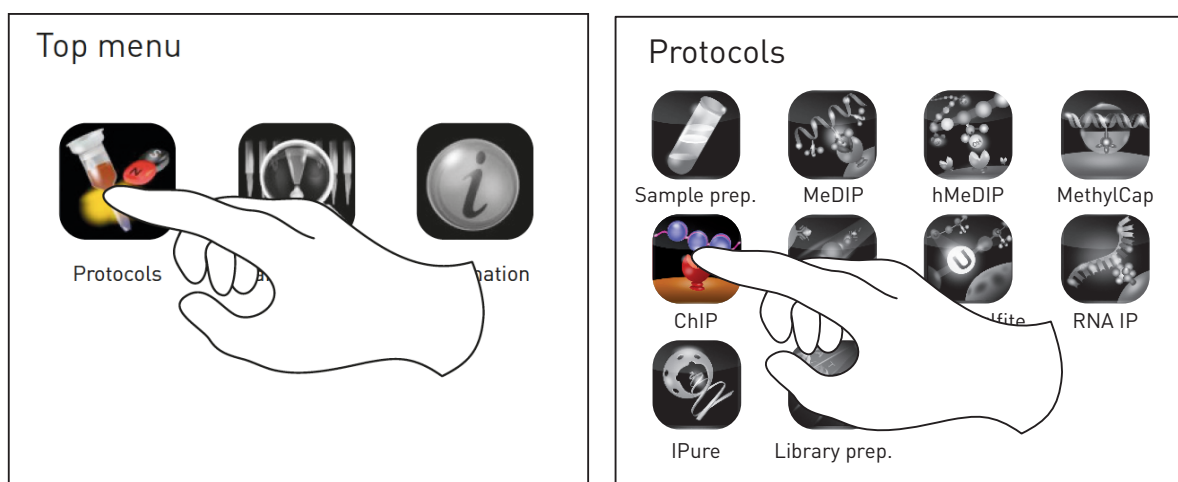 Top menu
Protocols
Protocols
Sample prep.
MeDIP
hMeDIP
MethylCap
ChIP
RNA IP
IPure
Library prep.